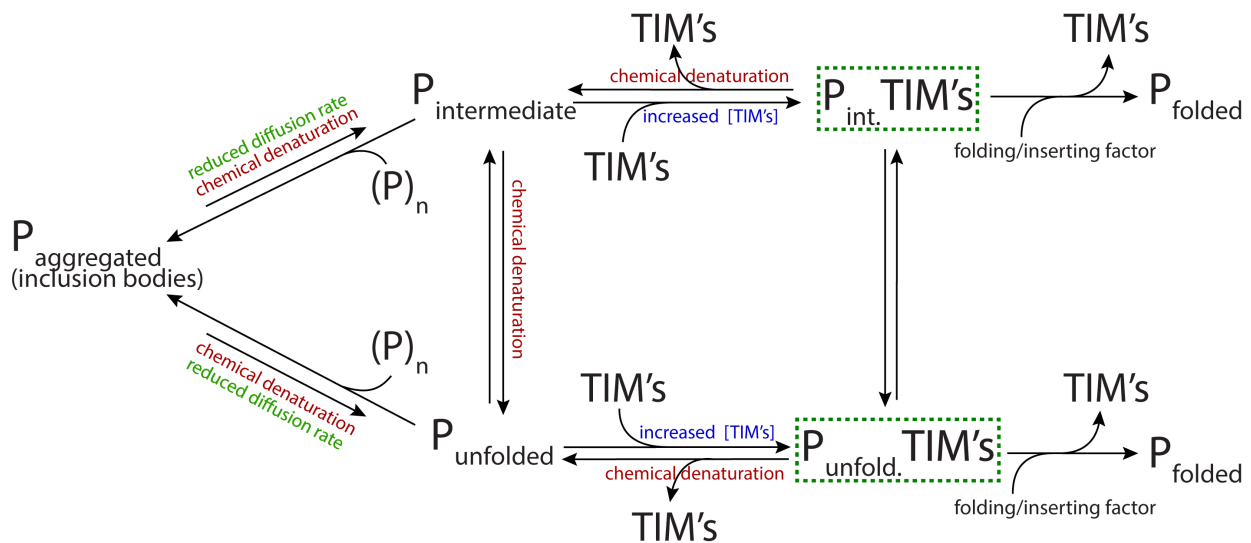 TIM's
TIM's
chemical denaturation
P intermediate
P int. TIM's
P folded
increased [TIM's]
TIM's
folding/inserting factor
reduced diffusion rate
chemical denaturation
(P)n
chemical denaturation
P aggregated
(inclusion bodies)
(P)n
chemical denaturation
reduced diffusion rate
TIM's
TIM's
increased [TIM's]
P unfolded
P unfold. TIM's
P folded
chemical denaturation
folding/inserting factor
TIM's